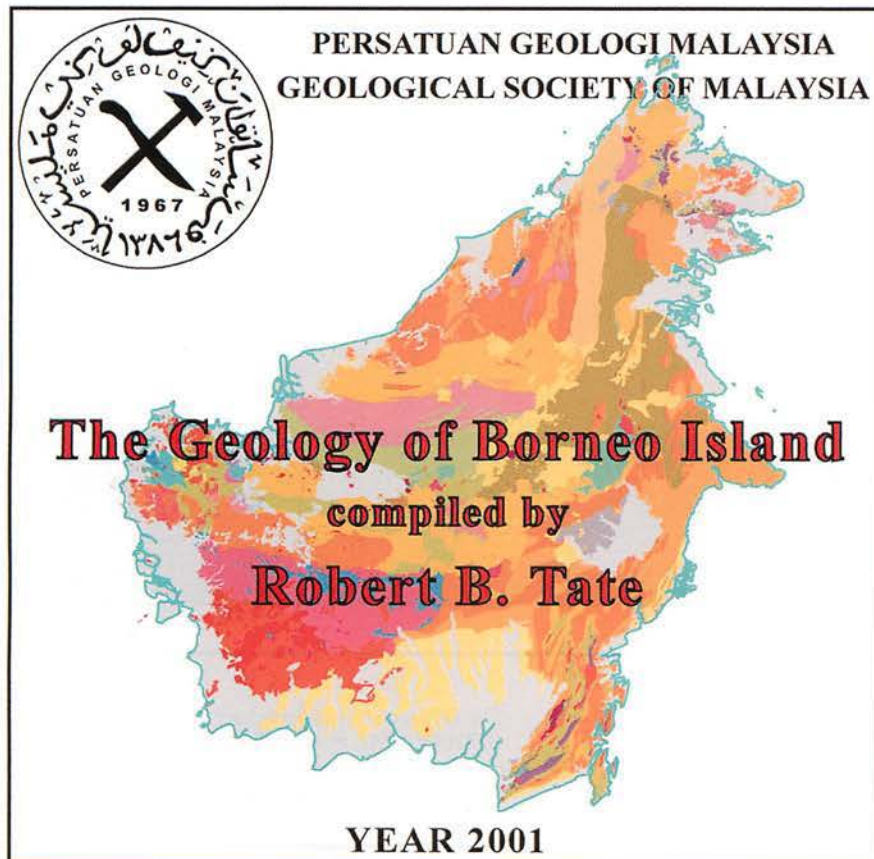 PERSATUAN GEOLOGI MALAYSIA
GEOLOGICAL SOCIETY OF MALAYSIA
PERSATUAN GEOLOGI MALAYSIA
1967
١٣٨٦
The Geology of Borneo Island
compiled by
Robert B. Tate
YEAR 2001